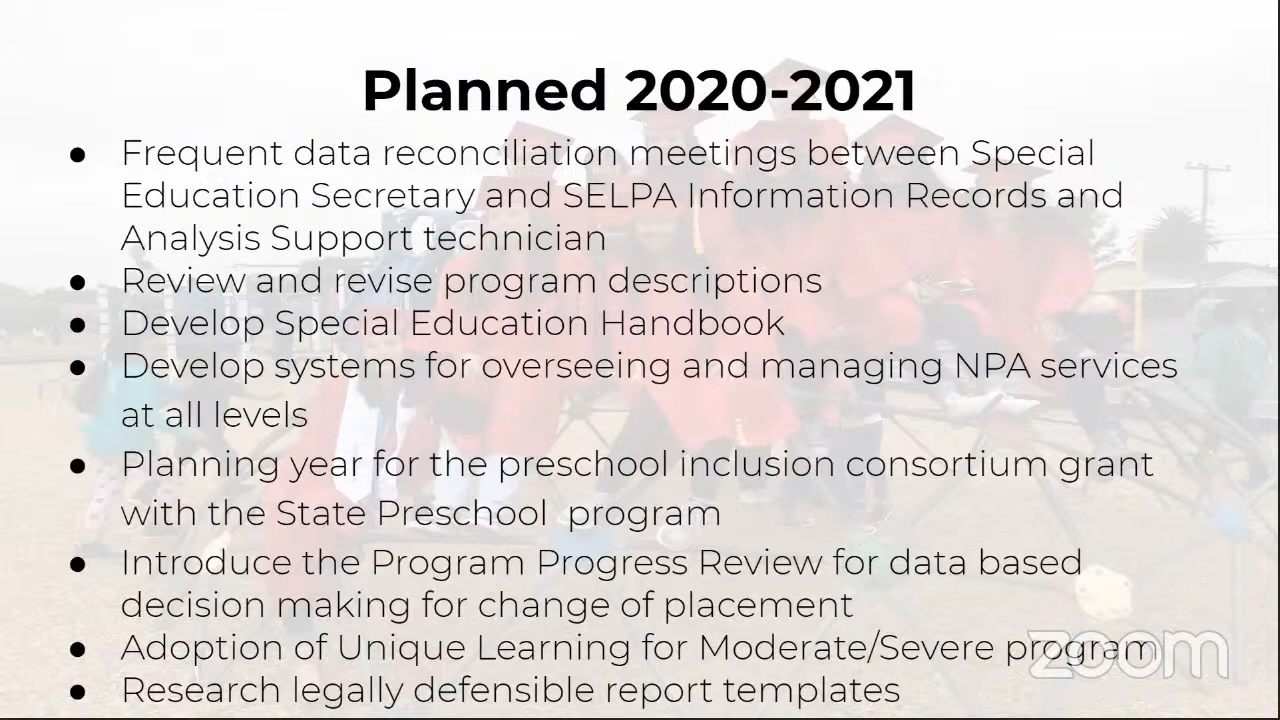 Planned 2020-2021
● Frequent data reconciliation meetings between Special
Education Secretary and SELPA Information Records and
Analysis Support technician
● Review and revise program descriptions
● Develop Special Education Handbook
● Develop systems for overseeing and managing NPA services
at all levels
● Planning year for the preschool inclusion consortium grant
with the State Preschool  program
● Introduce the Program Progress Review for data based
decision making for change of placement
● Adoption of Unique Learning for Moderate/Severe program
● Research legally defensible report templates
zoom